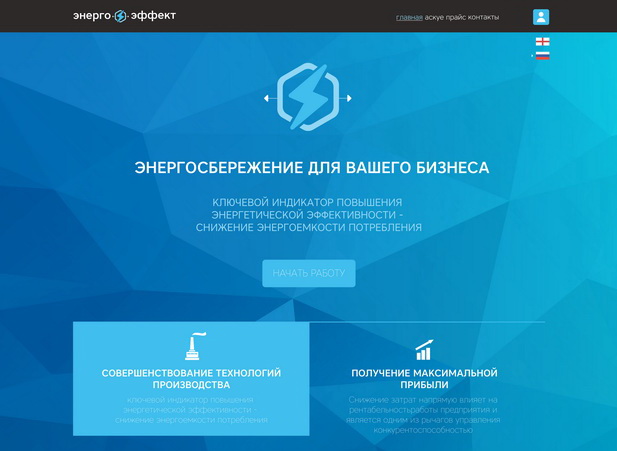 энерго эффект
главная аскуе прайс контакты
ЭНЕРГОСБЕРЕЖЕНИЕ ДЛЯ ВАШЕГО БИЗНЕСА
КЛЮЧЕВОЙ ИНДИКАТОР ПОВЫШЕНИЯ
ЭНЕРГЕТИЧЕСКОЙ ЭФФЕКТИВНОСТИ -
СНИЖЕНИЕ ЭНЕРГОЕМКОСТИ ПОТРЕБЛЕНИЯ
НАЧАТЬ РАБОТУ
СОВЕРШЕНСТВОВАНИЕ ТЕХНОЛОГИЙ
ПРОИЗВОДСТВА
ключевой индикатор повышения
энергетической эффективности -
снижение энергоемкости потребления
ПОЛУЧЕНИЕ МАКСИМАЛЬНОЙ
ПРИБЫЛИ
Снижение затрат напрямую влияет на
рентабельностьработы предприятия и
является одним из рычагов управления
конкурентоспособностью